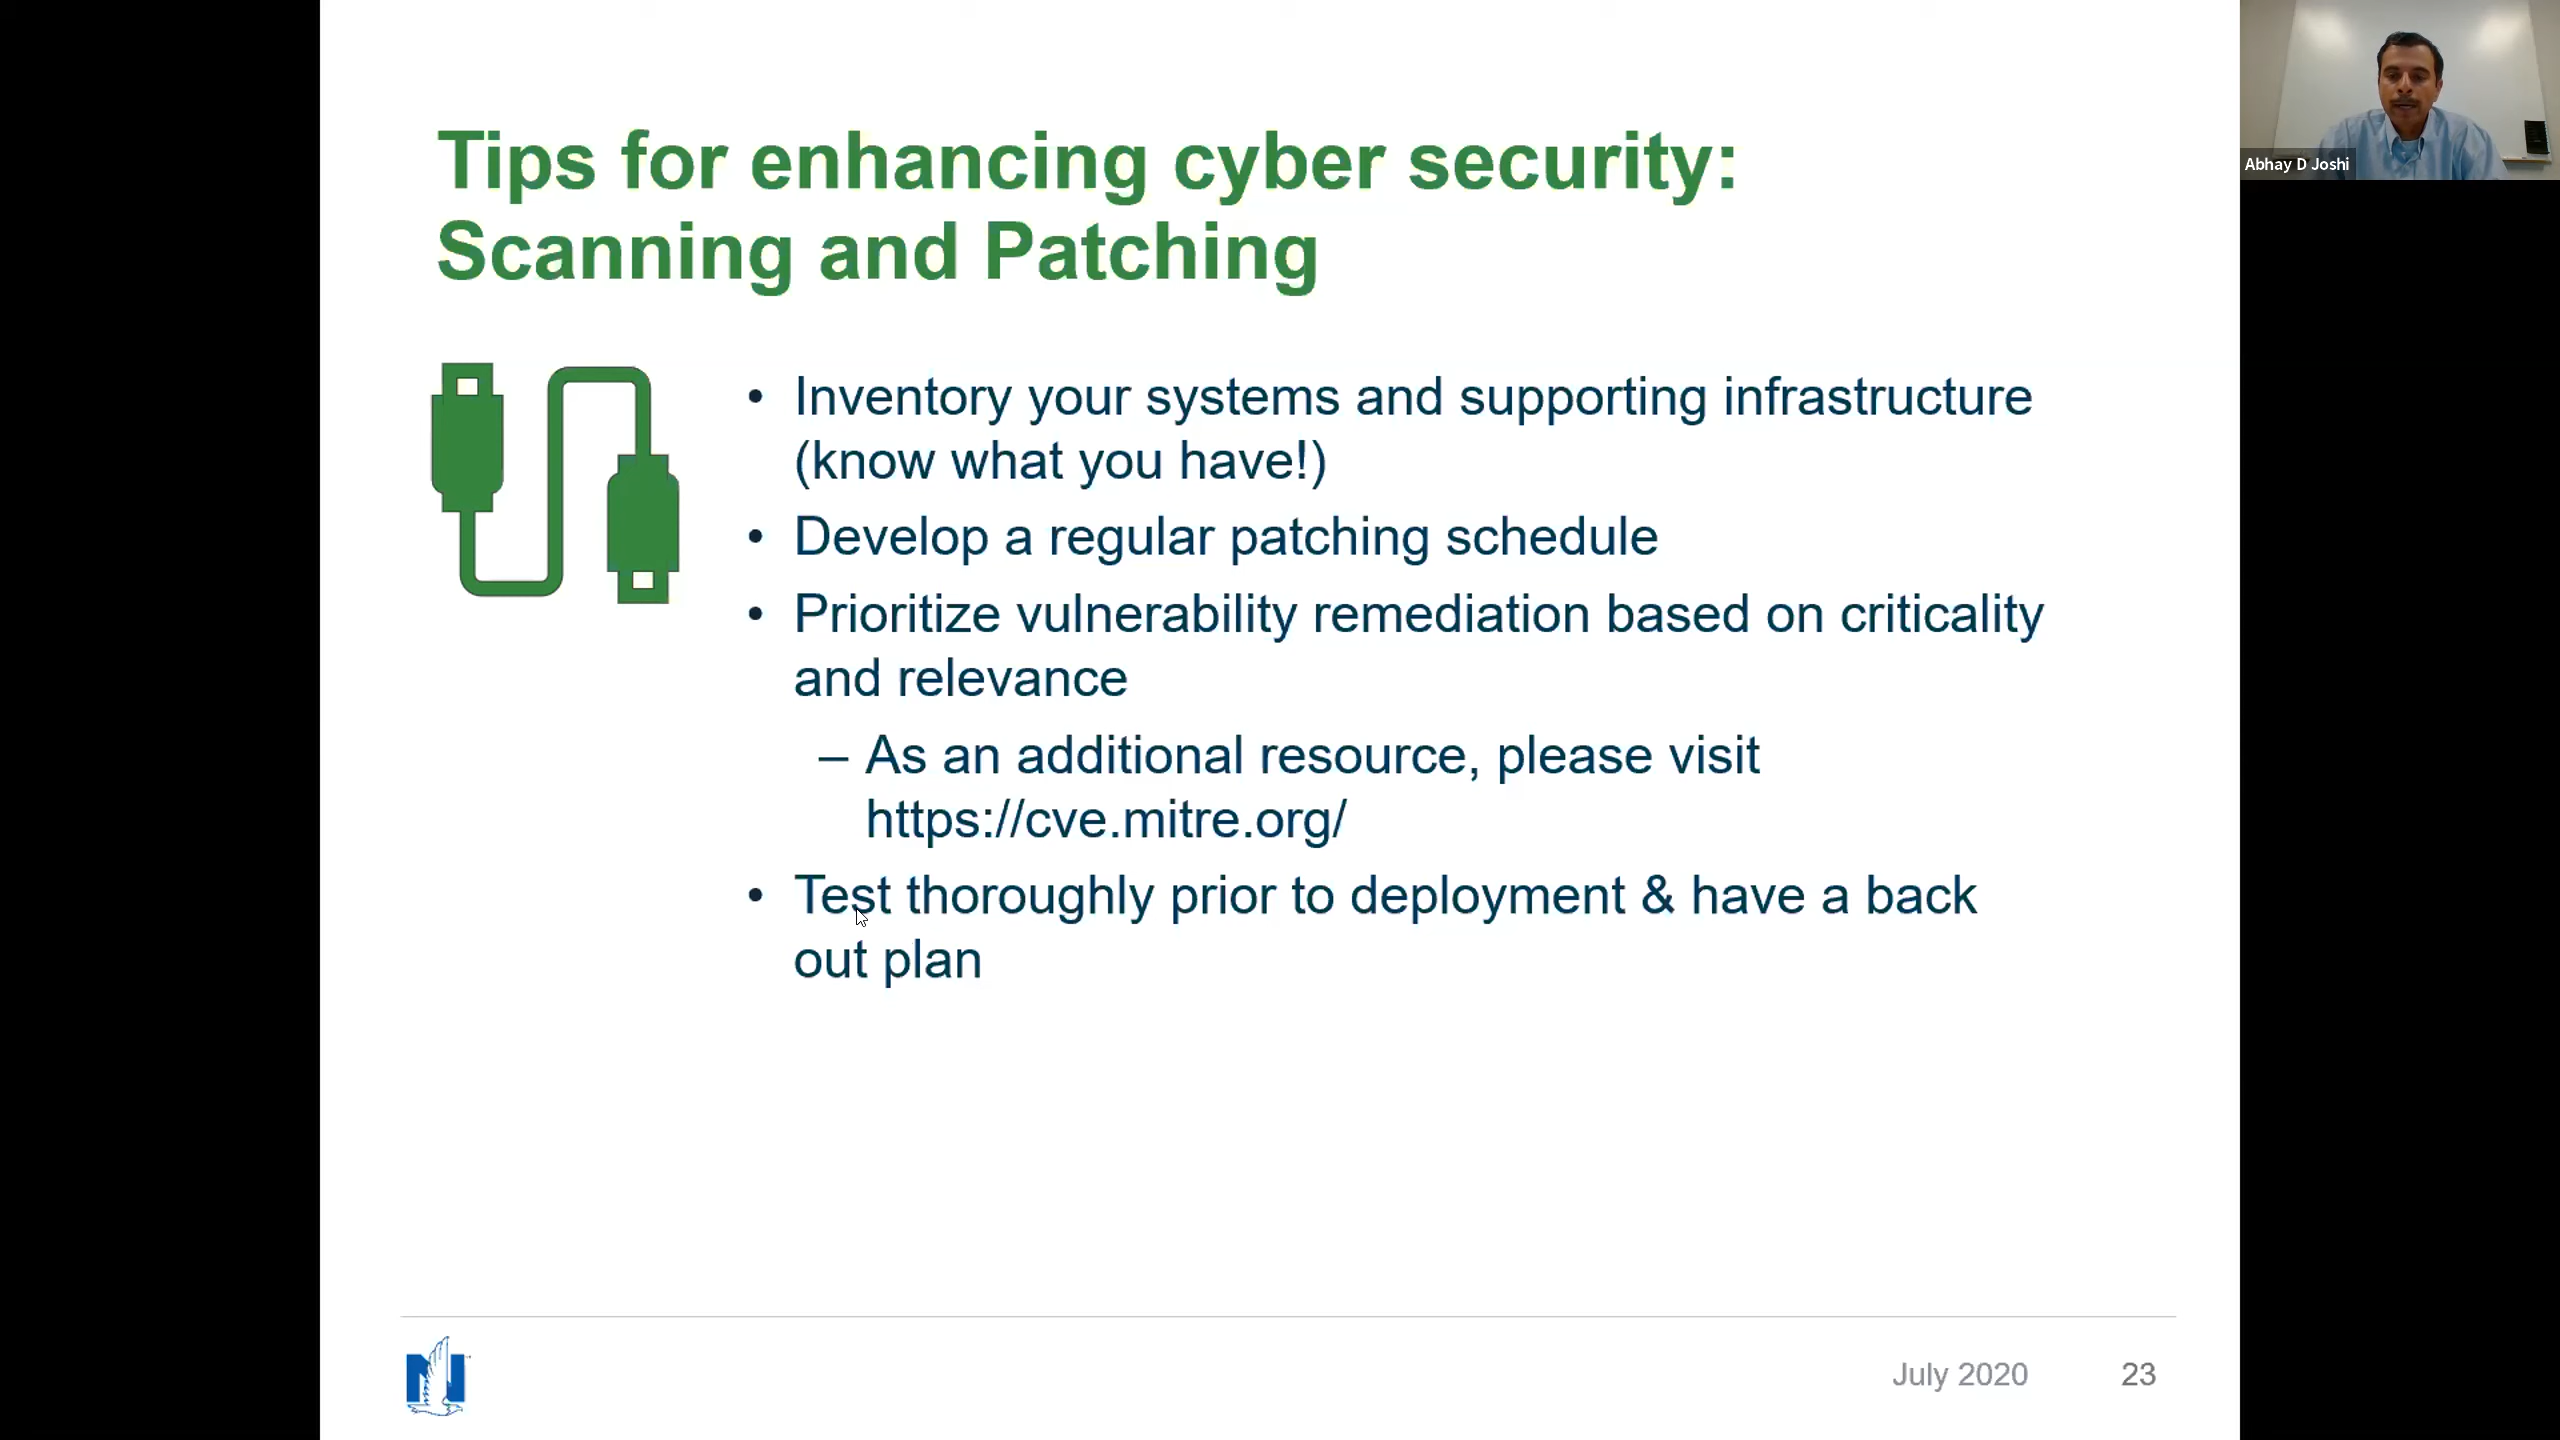 Tips for enhancing cyber security:
Scanning and Patching
• Inventory your systems and supporting infrastructure
(know what you have!)
• Develop a regular patching schedule
• Prioritize vulnerability remediation based on criticality
and relevance
– As an additional resource, please visit
https://cve.mitre.org/
• Test thoroughly prior to deployment & have a back
out plan
July 2020
23
Abhay D Joshi
N